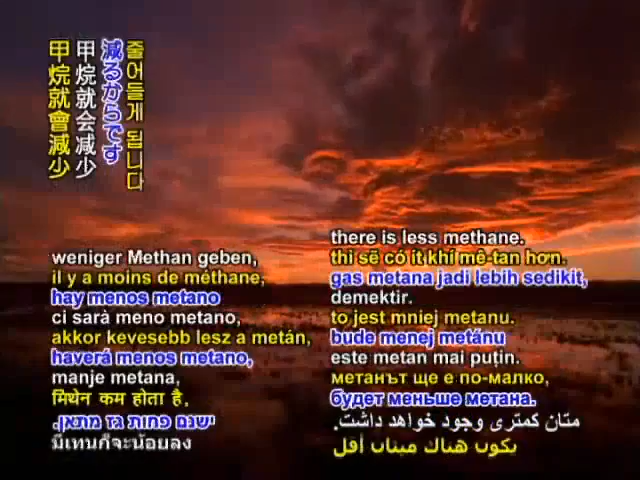 줄어들게 됩니다
減るからです
甲烷就会减少
甲烷就會減少
weniger Methan geben,
il y a moins de méthane,
hay menos metano
ci sarà meno metano,
akkor kevesebb lesz a metán,
haverá menos metano,
manje metana,
मिथेन कम होता है.
ישנם פחות גז מתאן.
มีเทนก็จะน้อยลง
there is less methane.
thì sẽ có ít khí mê-tan hơn.
gas metana jadi lebih sedikit,
demektir.
to jest mniej metanu.
bude menej metánu
este metan mai puțin.
метанът ще е по-малко,
будет меньше метана.
متان کمتری وجود خواهد داشت.
يكون هناك ميتان أقل